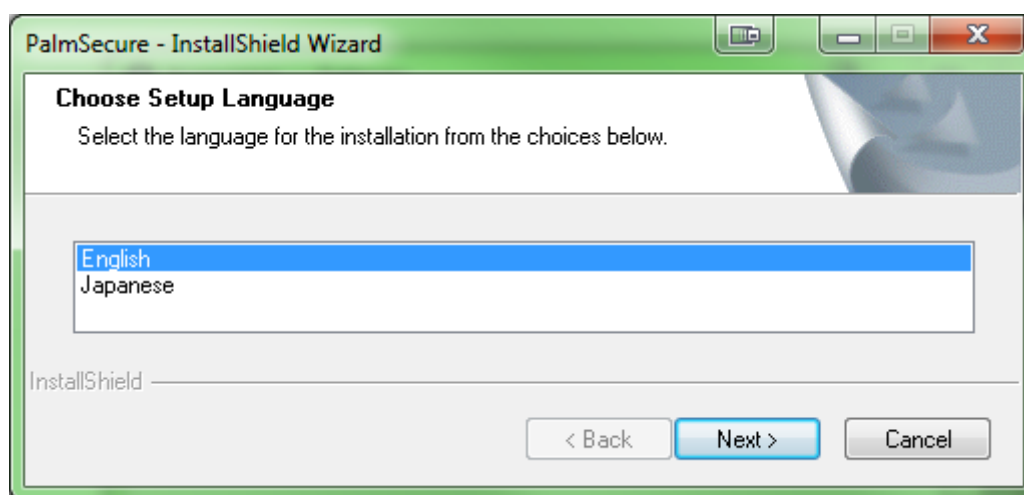 PalmSecure - InstallShield Wizard
Choose Setup Language
Select the language for the installation from the choices below.
English
Japanese
InstallShield
< Back
Next >
Cancel